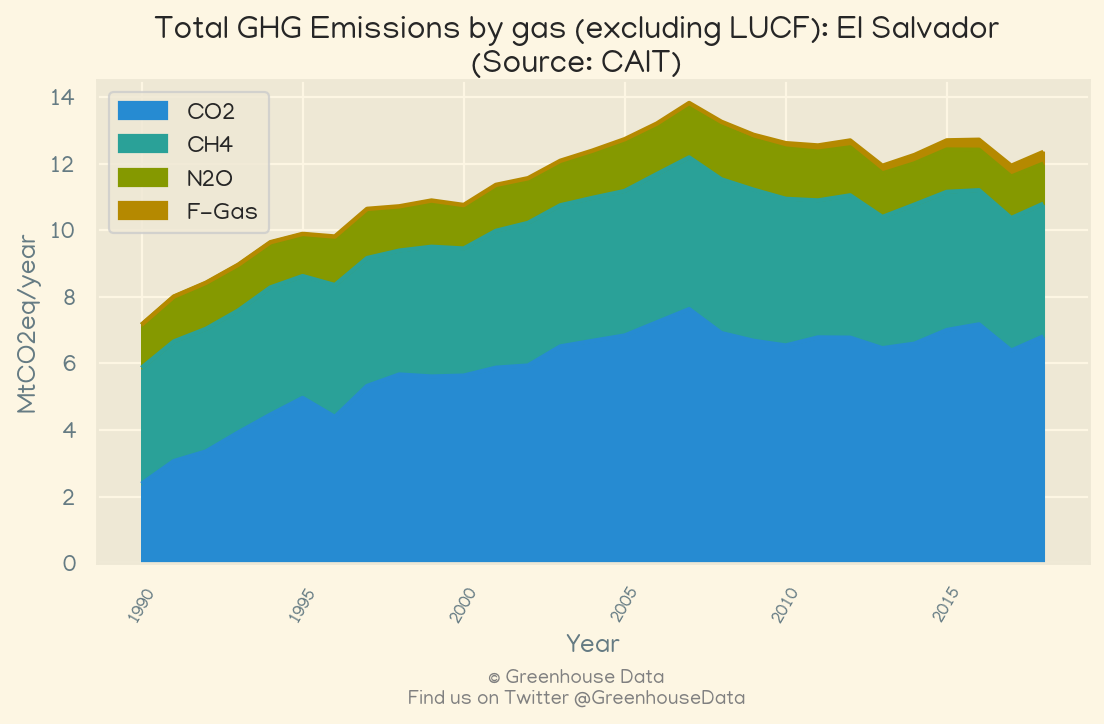 Total GHG Emissions by gas (excluding LUCF): El Salvador
(Source: CAIT)
CO2
CH4
N2O
F-Gas
MtCO2eq/year
14
12
10
8
6
4
2
0
1990
1995
2000
2005
2010
2015
Year
© Greenhouse Data
Find us on Twitter @GreenhouseData